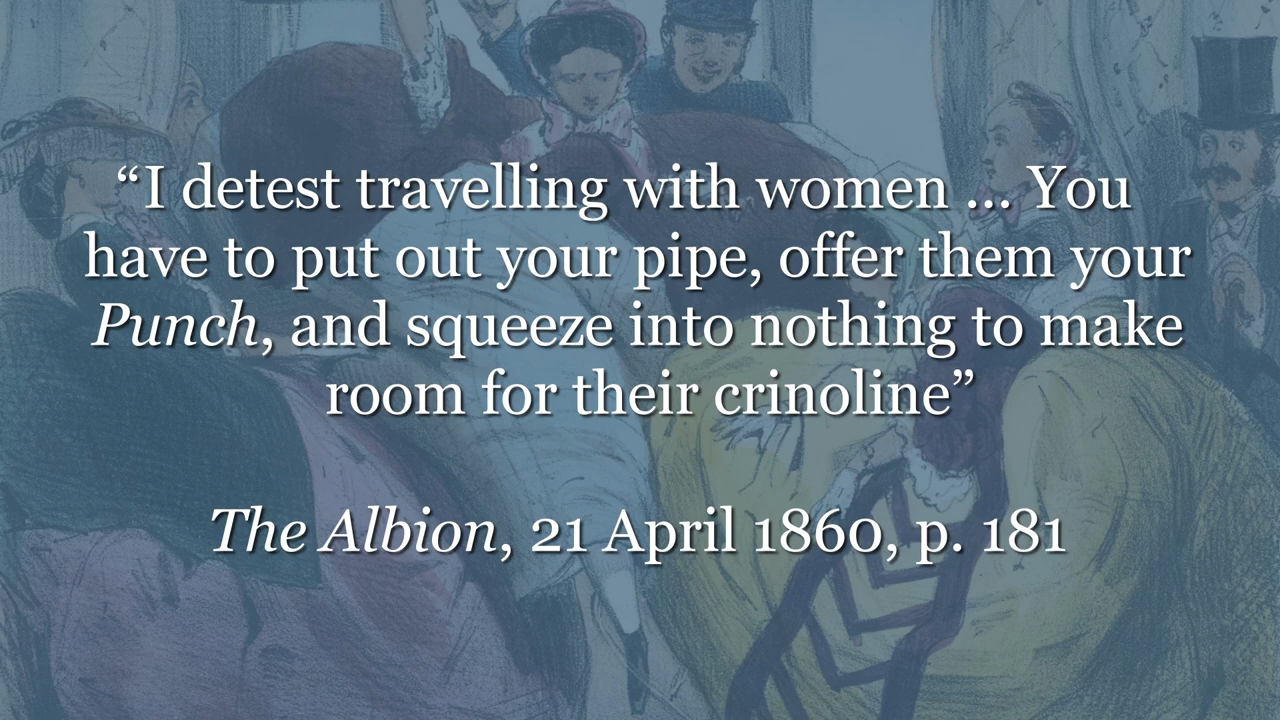 “I detest travelling with women ... You
have to put out your pipe, offer them your
Punch, and squeeze into nothing to make
room for their crinoline”
The Albion, 21 April 1860, p. 181